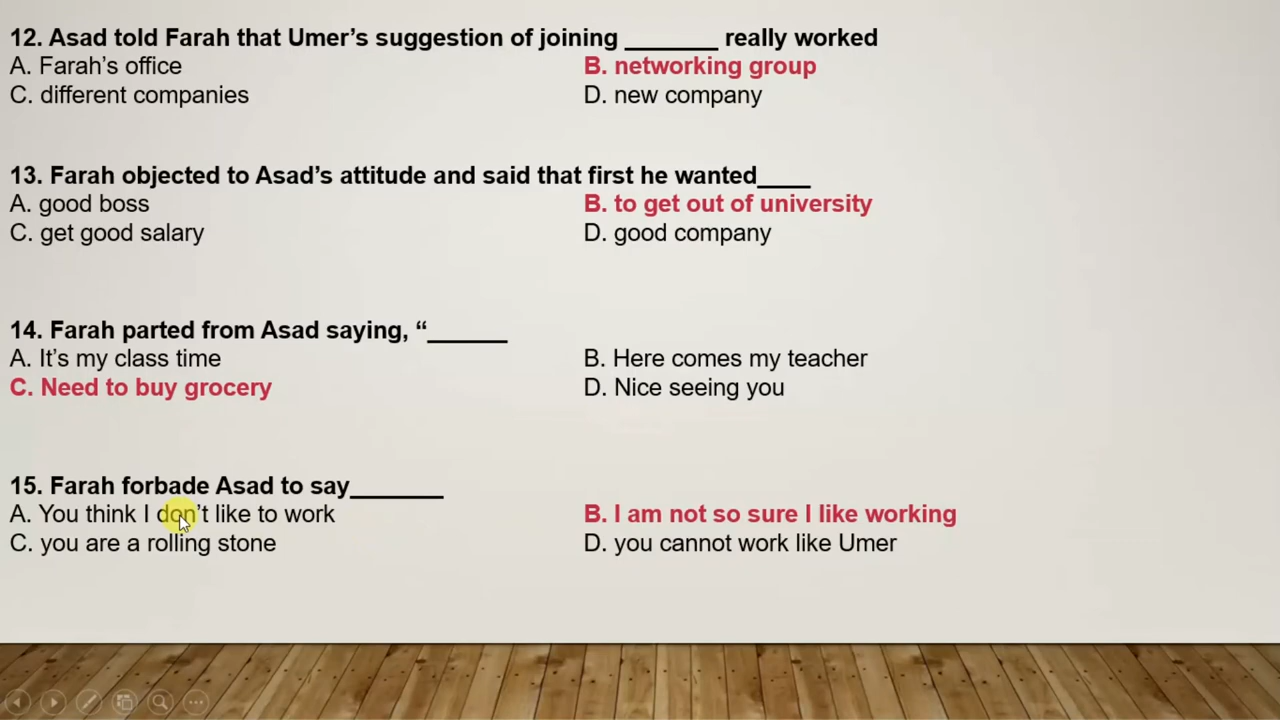 12. Asad told Farah that Umer’s suggestion of joining _______ really worked
A. Farah’s office B. networking group
C. different companies D. new company
13. Farah objected to Asad’s attitude and said that first he wanted____
A. good boss B. to get out of university
C. get good salary D. good company
14. Farah parted from Asad saying, “______
A. It’s my class time B. Here comes my teacher
C. Need to buy grocery D. Nice seeing you
15. Farah forbade Asad to say_______
A. You think I don’t like to work B. I am not so sure I like working
C. you are a rolling stone D. you cannot work like Umer